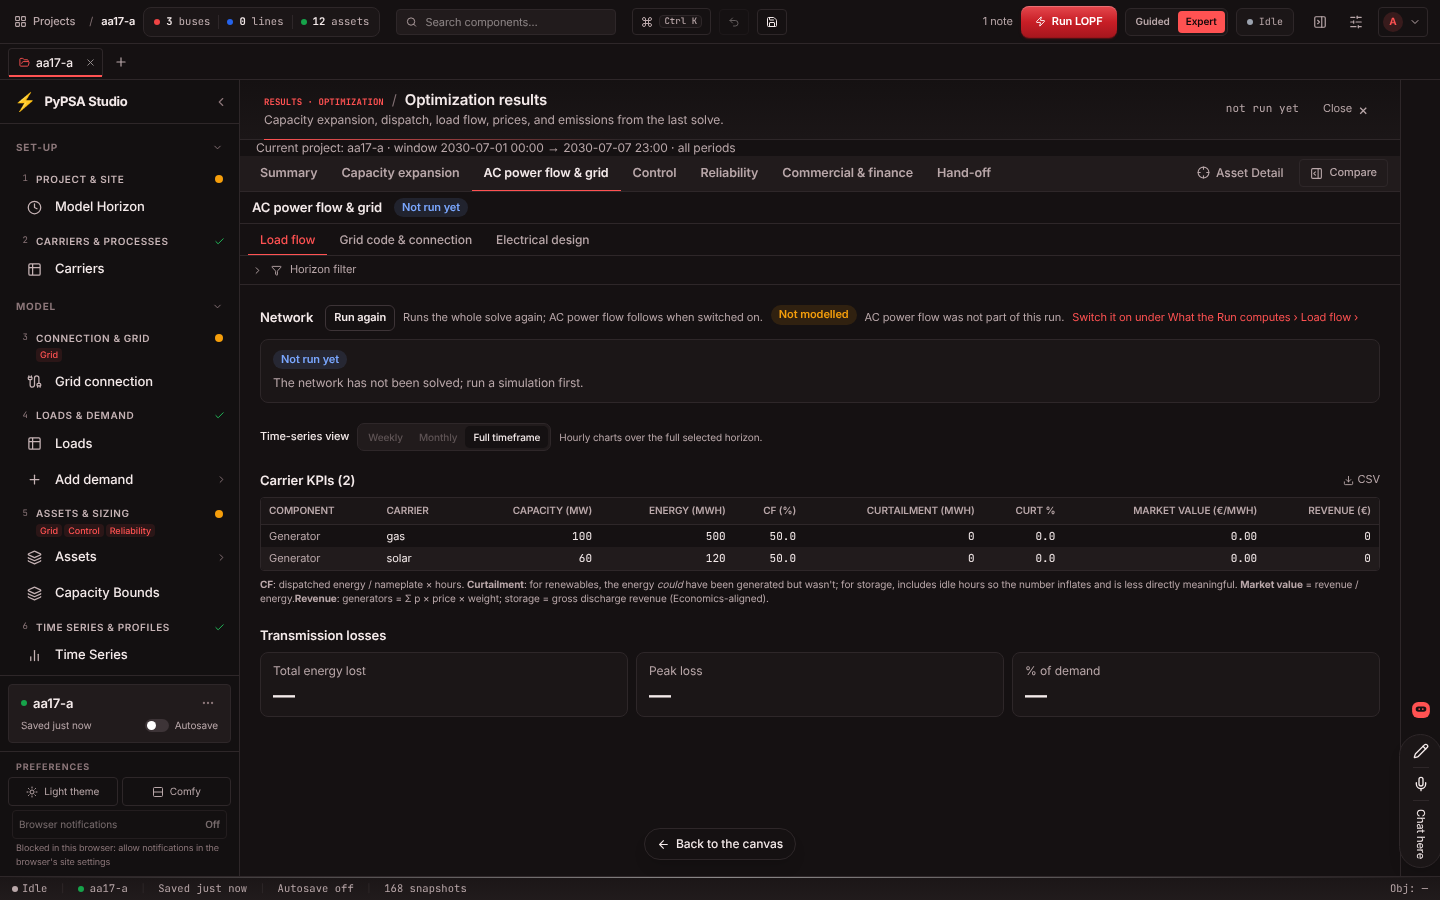 Projects / aa17-a 3 buses 0 lines 12 assets Search components... ⌘ Ctrl K 1 note Run LOPF Guided Expert Idle A
aa17-a × +
PyPSA Studio
SET-UP
1 PROJECT & SITE
Model Horizon
2 CARRIERS & PROCESSES
Carriers
MODEL
3 CONNECTION & GRID
Grid
Grid connection
4 LOADS & DEMAND
Loads
Add demand
5 ASSETS & SIZING
Grid Control Reliability
Assets
Capacity Bounds
6 TIME SERIES & PROFILES
Time Series
aa17-a ...
Saved just now Autosave
PREFERENCES
Light theme Comfy
Browser notifications Off
Blocked in this browser: allow notifications in the
browser's site settings
RESULTS · OPTIMIZATION / Optimization results
Capacity expansion, dispatch, load flow, prices, and emissions from the last solve.
not run yet Close ×
Current project: aa17-a · window 2030-07-01 00:00 → 2030-07-07 23:00 · all periods
Summary Capacity expansion AC power flow & grid Control Reliability Commercial & finance Hand-off Asset Detail Compare
AC power flow & grid Not run yet
Load flow Grid code & connection Electrical design
Horizon filter
Network Run again Runs the whole solve again; AC power flow follows when switched on. Not modelled AC power flow was not part of this run. Switch it on under What the Run computes › Load flow ›
Not run yet
The network has not been solved; run a simulation first.
Time-series view Weekly Monthly Full timeframe Hourly charts over the full selected horizon.
Carrier KPIs (2) CSV
COMPONENT CARRIER CAPACITY (MW) ENERGY (MWH) CF (%) CURTAILMENT (MWH) CURT % MARKET VALUE (€/MWH) REVENUE (€)
Generator gas 100 500 50.0 0 0.0 0.00 0
Generator solar 60 120 50.0 0 0.0 0.00 0
CF: dispatched energy / nameplate × hours. Curtailment: for renewables, the energy could have been generated but wasn't; for storage, includes idle hours so the number inflates and is less directly meaningful. Market value = revenue /
energy.Revenue: generators = Σ p × price × weight; storage = gross discharge revenue (Economics-aligned).
Transmission losses
Total energy lost Peak loss % of demand
— — —
← Back to the canvas
Chat here
Idle aa17-a Saved just now Autosave off 168 snapshots Obj: —